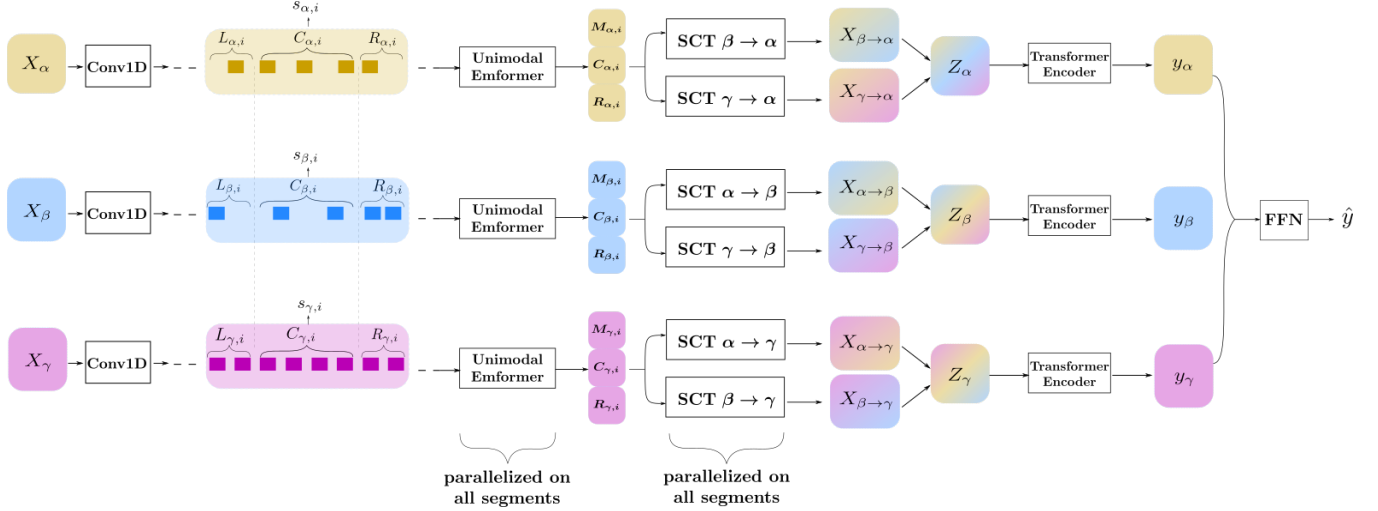 s_{α,i}
L_{α,i} C_{α,i} R_{α,i}
X_α Conv1D
Unimodal
Emformer
M_{α,i}
C_{α,i}
R_{α,i}
SCT β → α
SCT γ → α
X_{β→α}
X_{γ→α}
Z_α
Transformer
Encoder
y_α
s_{β,i}
L_{β,i} C_{β,i} R_{β,i}
X_β Conv1D
Unimodal
Emformer
M_{β,i}
C_{β,i}
R_{β,i}
SCT α → β
SCT γ → β
X_{α→β}
X_{γ→β}
Z_β
Transformer
Encoder
y_β
FFN
ŷ
s_{γ,i}
L_{γ,i} C_{γ,i} R_{γ,i}
X_γ Conv1D
Unimodal
Emformer
M_{γ,i}
C_{γ,i}
R_{γ,i}
SCT α → γ
SCT β → γ
X_{α→γ}
X_{β→γ}
Z_γ
Transformer
Encoder
y_γ
parallelized on
all segments
parallelized on
all segments